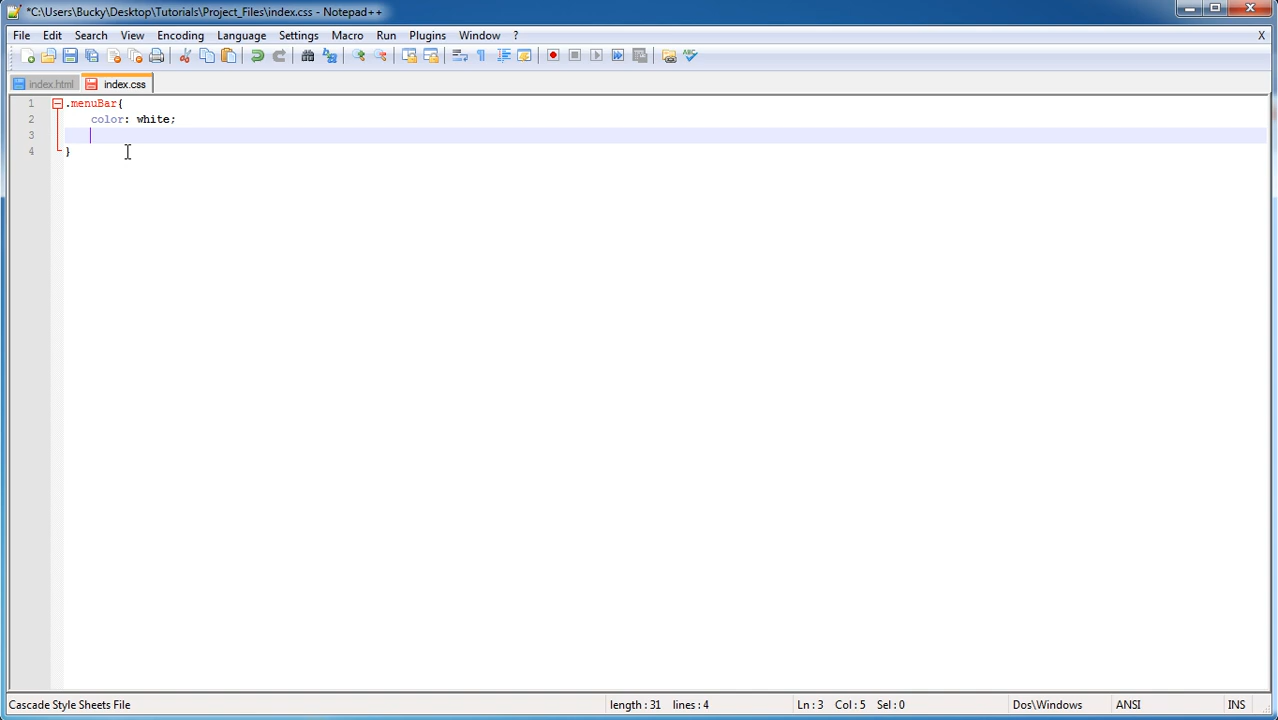 *C:\Users\Bucky\Desktop\Tutorials\Project_Files\index.css - Notepad++
File Edit Search View Encoding Language Settings Macro Run Plugins Window ? X
index.html index.css
1 .menuBar{
2 color: white;
3
4 }
Cascade Style Sheets File length : 31 lines : 4 Ln : 3 Col : 5 Sel : 0 Dos\Windows ANSI INS